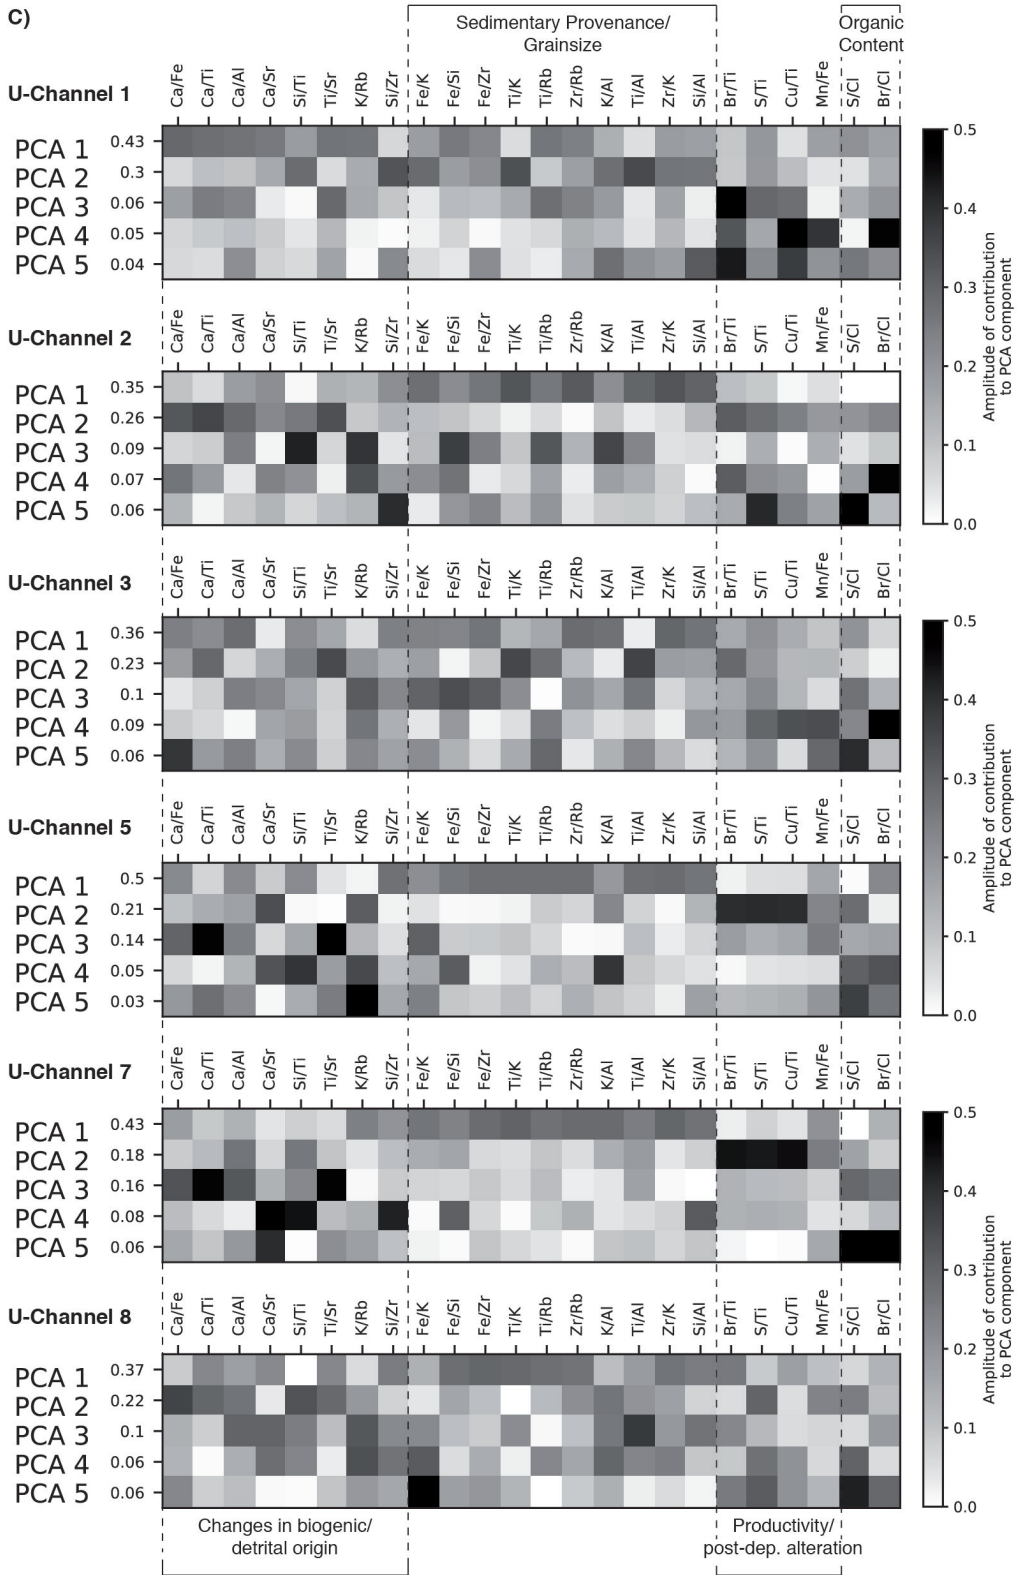 C)
Sedimentary Provenance/
Grainsize
Organic
Content
U-Channel 1
Ca/Fe Ca/Ti Ca/Al Ca/Sr Si/Ti Ti/Sr K/Rb Si/Zr Fe/K Fe/Si Fe/Zr Ti/K Ti/Rb Zr/Rb K/Al Ti/Al Zr/K Si/Al Br/Ti S/Ti Cu/Ti Mn/Fe S/Cl Br/Cl
PCA 1 0.43
PCA 2 0.3
PCA 3 0.06
PCA 4 0.05
PCA 5 0.04
U-Channel 2
Ca/Fe Ca/Ti Ca/Al Ca/Sr Si/Ti Ti/Sr K/Rb Si/Zr Fe/K Fe/Si Fe/Zr Ti/K Ti/Rb Zr/Rb K/Al Ti/Al Zr/K Si/Al Br/Ti S/Ti Cu/Ti Mn/Fe S/Cl Br/Cl
PCA 1 0.35
PCA 2 0.26
PCA 3 0.09
PCA 4 0.07
PCA 5 0.06
0.5
0.4
0.3
0.2
0.1
0.0
Amplitude of contribution
to PCA component
U-Channel 3
Ca/Fe Ca/Ti Ca/Al Ca/Sr Si/Ti Ti/Sr K/Rb Si/Zr Fe/K Fe/Si Fe/Zr Ti/K Ti/Rb Zr/Rb K/Al Ti/Al Zr/K Si/Al Br/Ti S/Ti Cu/Ti Mn/Fe S/Cl Br/Cl
PCA 1 0.36
PCA 2 0.23
PCA 3 0.1
PCA 4 0.09
PCA 5 0.06
U-Channel 5
Ca/Fe Ca/Ti Ca/Al Ca/Sr Si/Ti Ti/Sr K/Rb Si/Zr Fe/K Fe/Si Fe/Zr Ti/K Ti/Rb Zr/Rb K/Al Ti/Al Zr/K Si/Al Br/Ti S/Ti Cu/Ti Mn/Fe S/Cl Br/Cl
PCA 1 0.5
PCA 2 0.21
PCA 3 0.14
PCA 4 0.05
PCA 5 0.03
0.5
0.4
0.3
0.2
0.1
0.0
Amplitude of contribution
to PCA component
U-Channel 7
Ca/Fe Ca/Ti Ca/Al Ca/Sr Si/Ti Ti/Sr K/Rb Si/Zr Fe/K Fe/Si Fe/Zr Ti/K Ti/Rb Zr/Rb K/Al Ti/Al Zr/K Si/Al Br/Ti S/Ti Cu/Ti Mn/Fe S/Cl Br/Cl
PCA 1 0.43
PCA 2 0.18
PCA 3 0.16
PCA 4 0.08
PCA 5 0.06
U-Channel 8
Ca/Fe Ca/Ti Ca/Al Ca/Sr Si/Ti Ti/Sr K/Rb Si/Zr Fe/K Fe/Si Fe/Zr Ti/K Ti/Rb Zr/Rb K/Al Ti/Al Zr/K Si/Al Br/Ti S/Ti Cu/Ti Mn/Fe S/Cl Br/Cl
PCA 1 0.37
PCA 2 0.22
PCA 3 0.1
PCA 4 0.06
PCA 5 0.06
0.5
0.4
0.3
0.2
0.1
0.0
Amplitude of contribution
to PCA component
Changes in biogenic/
detrital origin
Productivity/
post-dep. alteration